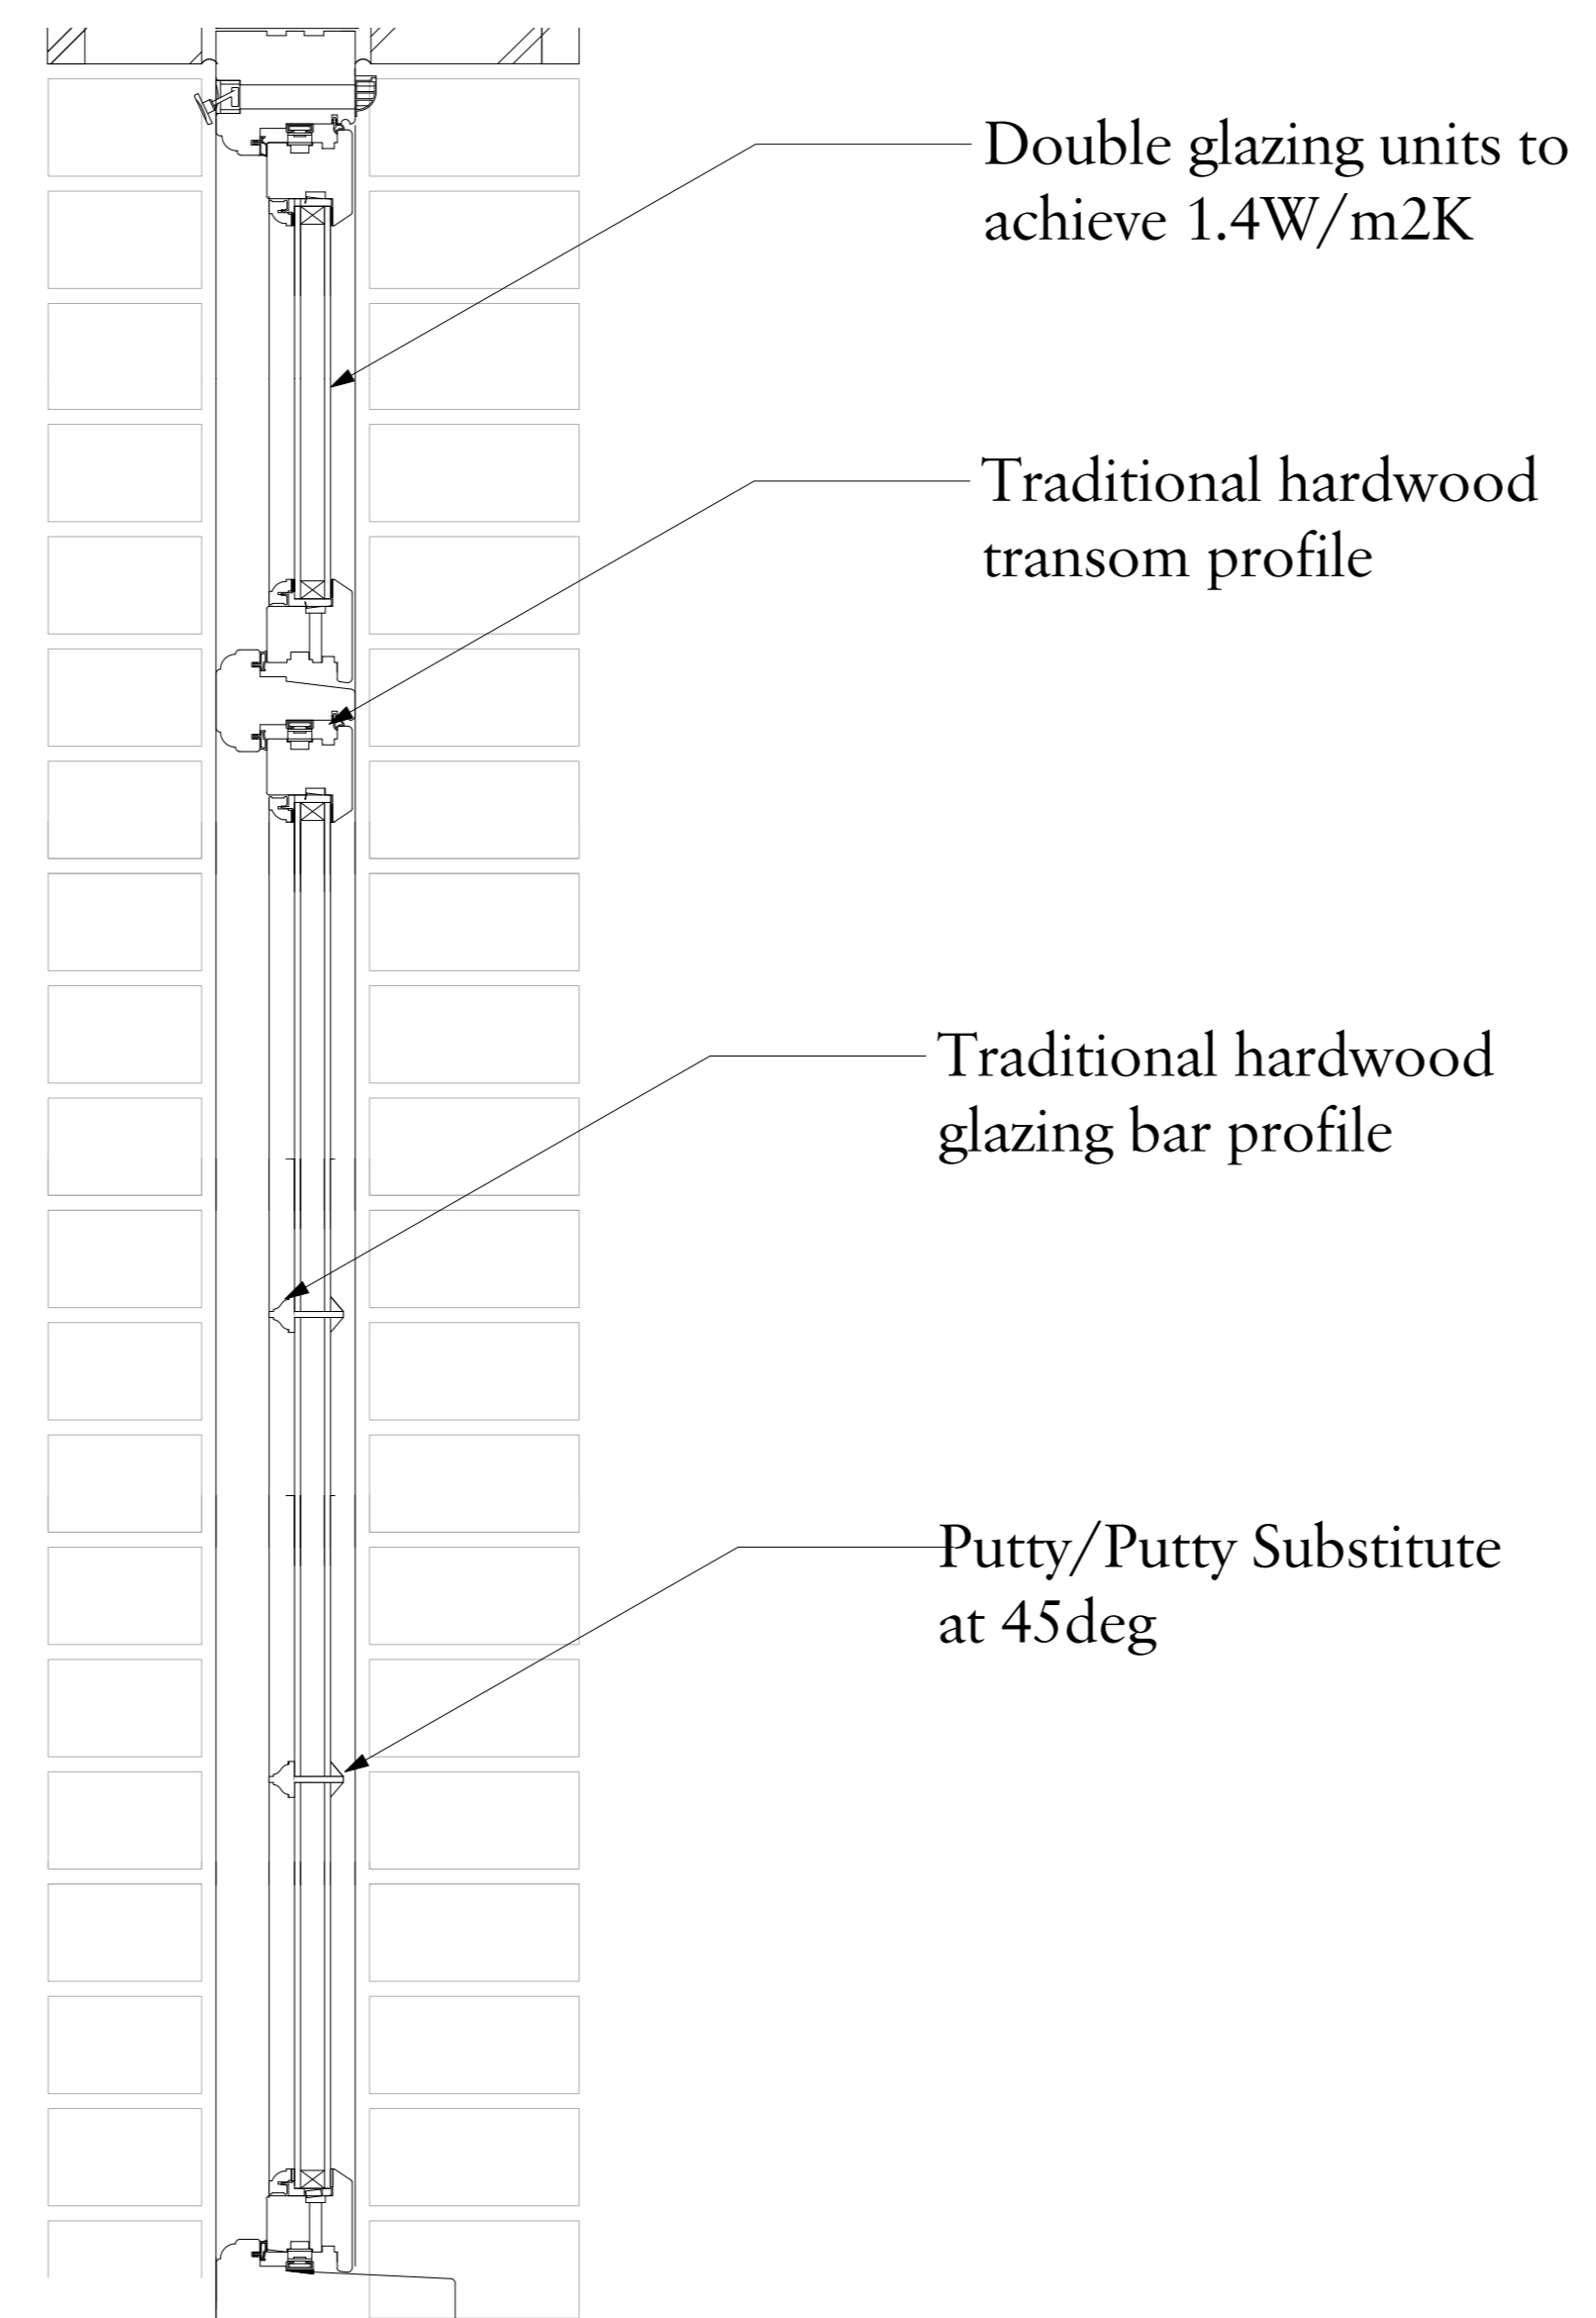 Double glazing units to
achieve 1.4W/m2K
Traditional hardwood
transom profile
Traditional hardwood
glazing bar profile
Putty/Putty Substitute
at 45deg